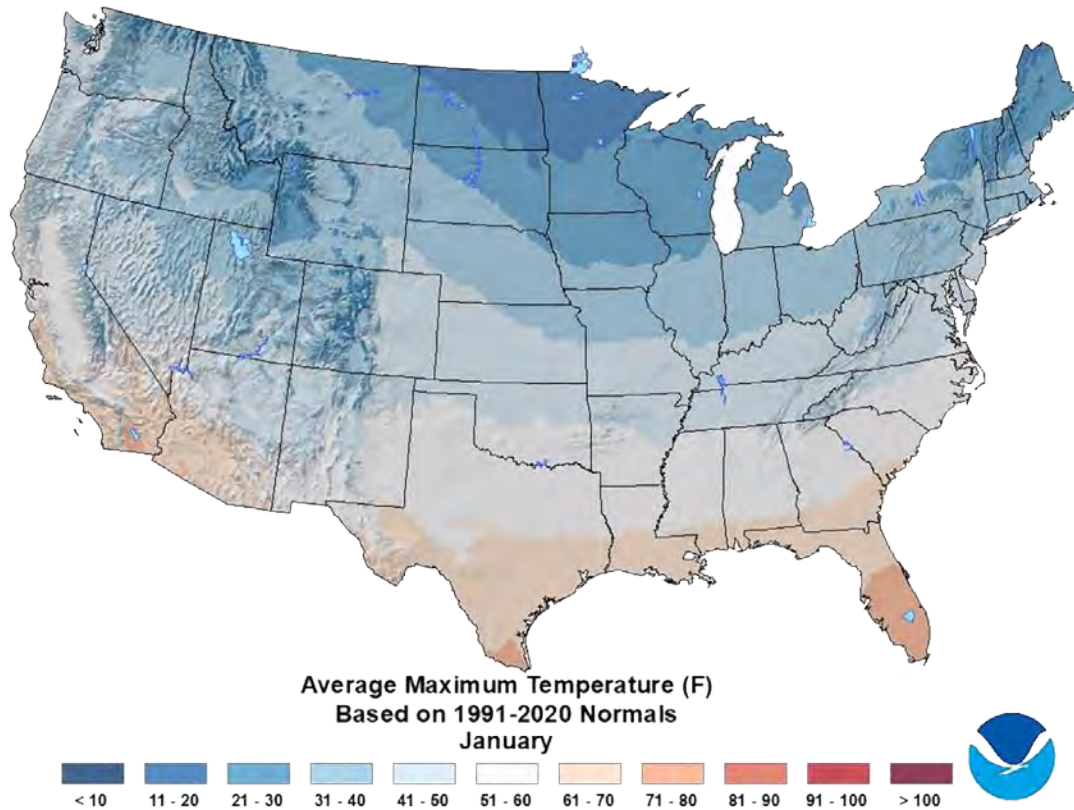 Average Maximum Temperature (F)
Based on 1991-2020 Normals
January
< 10 11 - 20 21 - 30 31 - 40 41 - 50 51 - 60 61 - 70 71 - 80 81 - 90 91 - 100 > 100